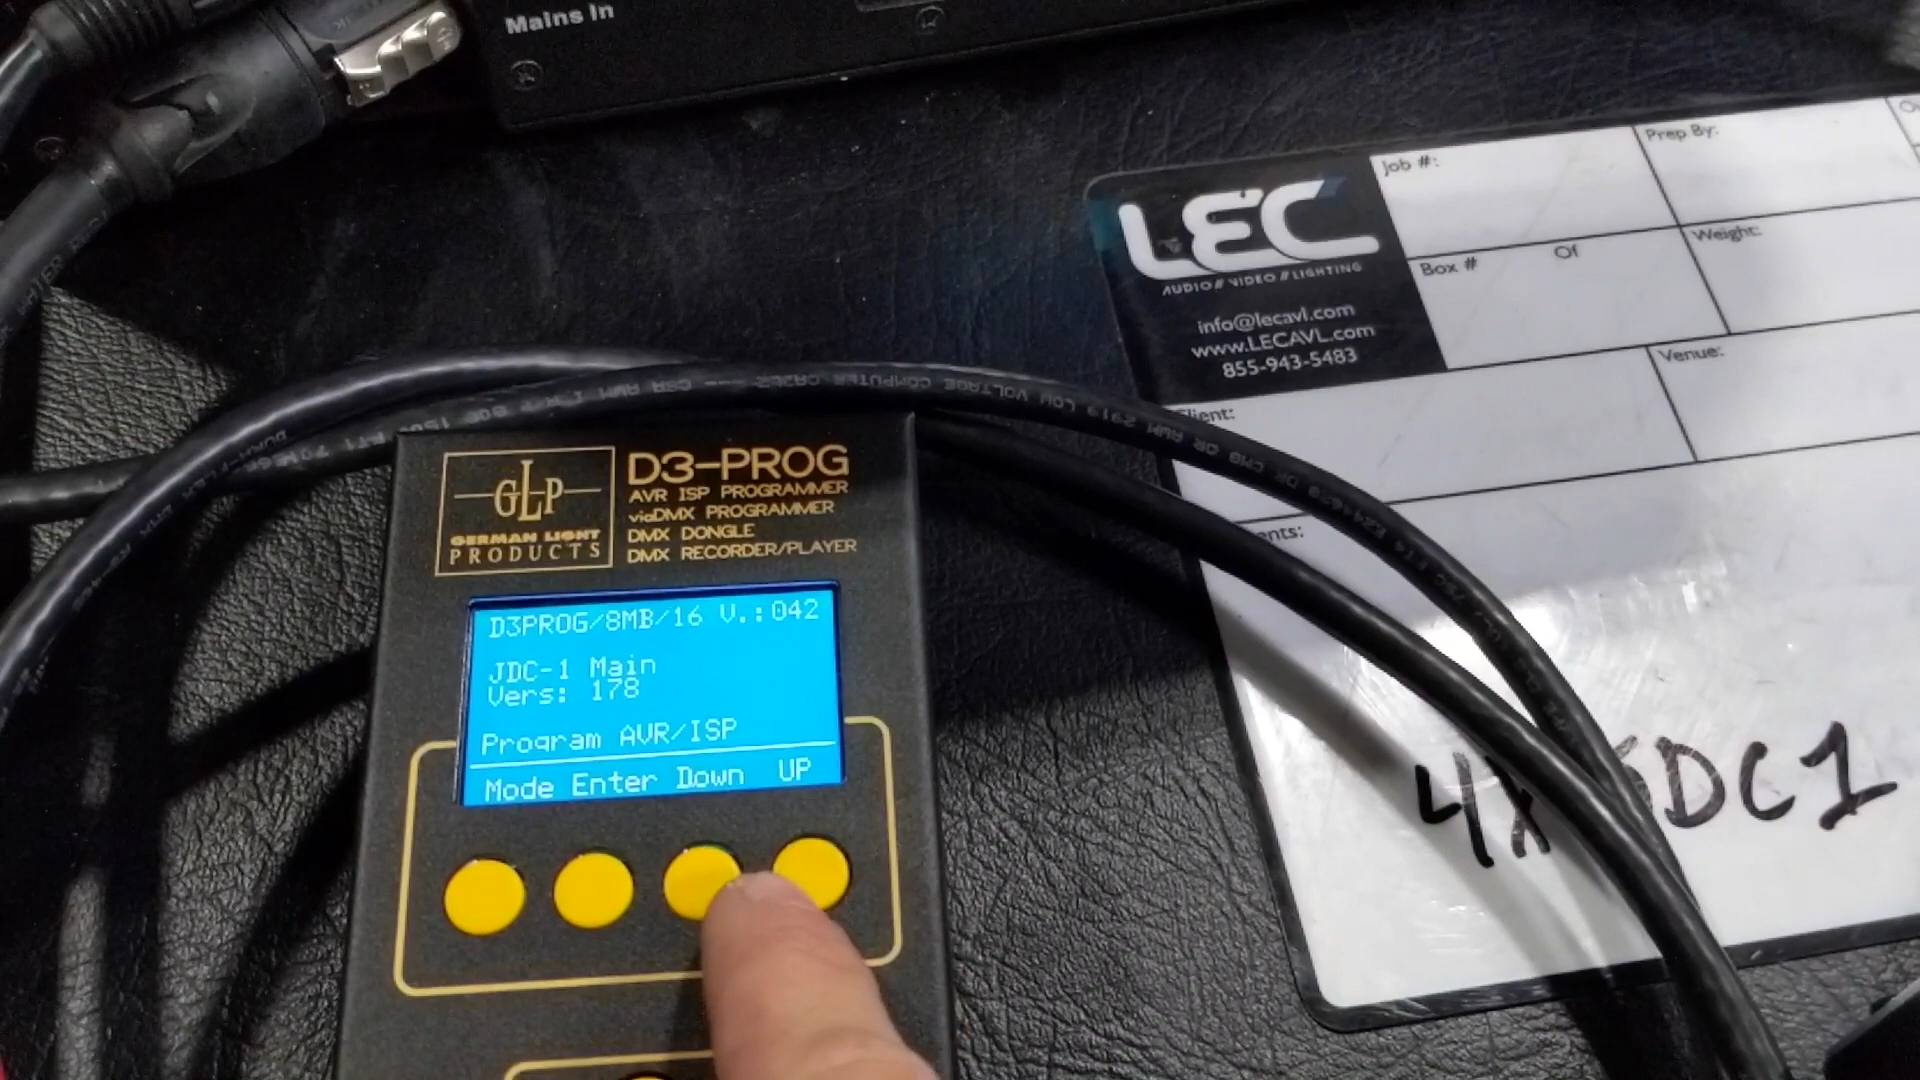 Mains In
Job #:
Prep By:
LEC
AUDIO // VIDEO // LIGHTING
info@lecavl.com
www.LECAVL.com
855-943-5483
Box #
Of
Weight:
Client:
Venue:
4X
DC1
GLP
GERMAN LIGHT
PRODUCTS
D3-PROG
AVR ISP PROGRAMMER
viaDMX PROGRAMMER
DMX DONGLE
DMX RECORDER/PLAYER
D3PROG/8MB/16 V.:042
JDC-1 Main
Vers: 178
Program AVR/ISP
Mode Enter Down UP